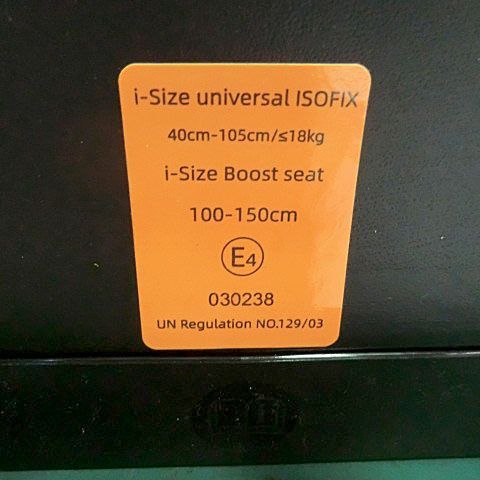 i-Size universal ISOFIX
40cm-105cm/≤18kg
i-Size Boost seat
100-150cm
E4
030238
UN Regulation NO.129/03